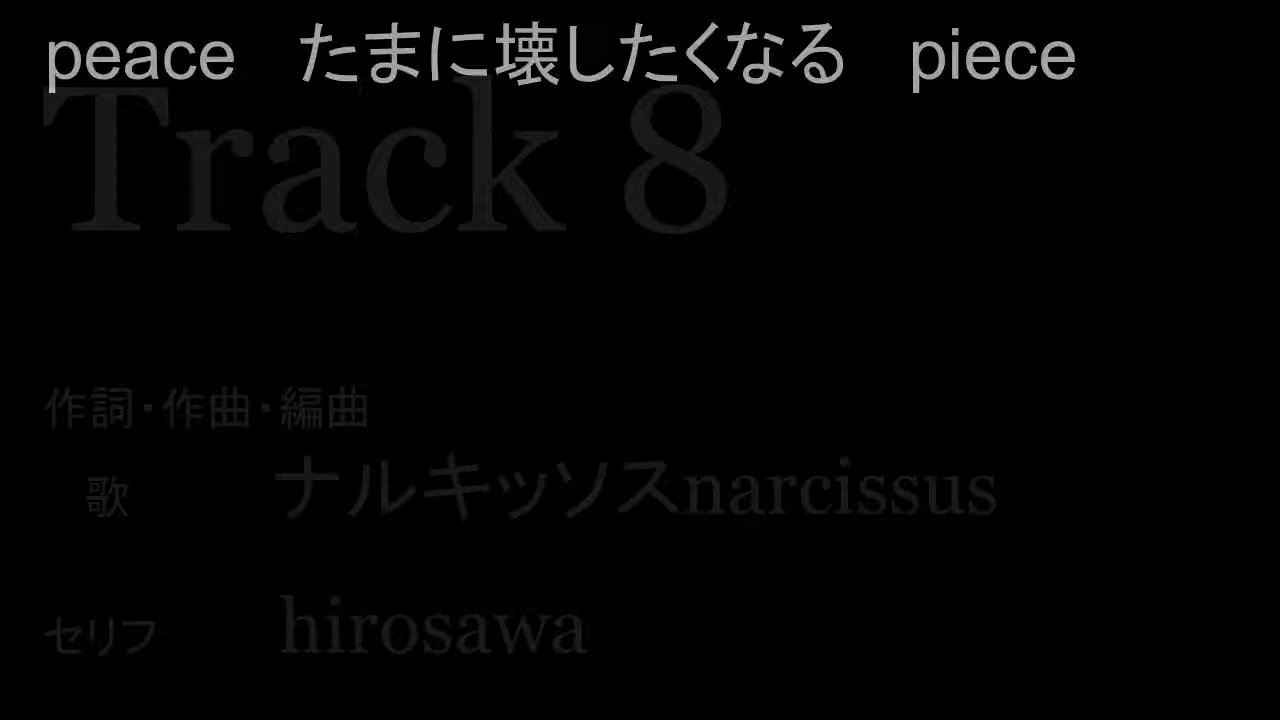 peace　たまに壊したくなる　piece
Track 8
作詞・作曲・編曲
歌　ナルキッソスnarcissus
セリフ　hirosawa